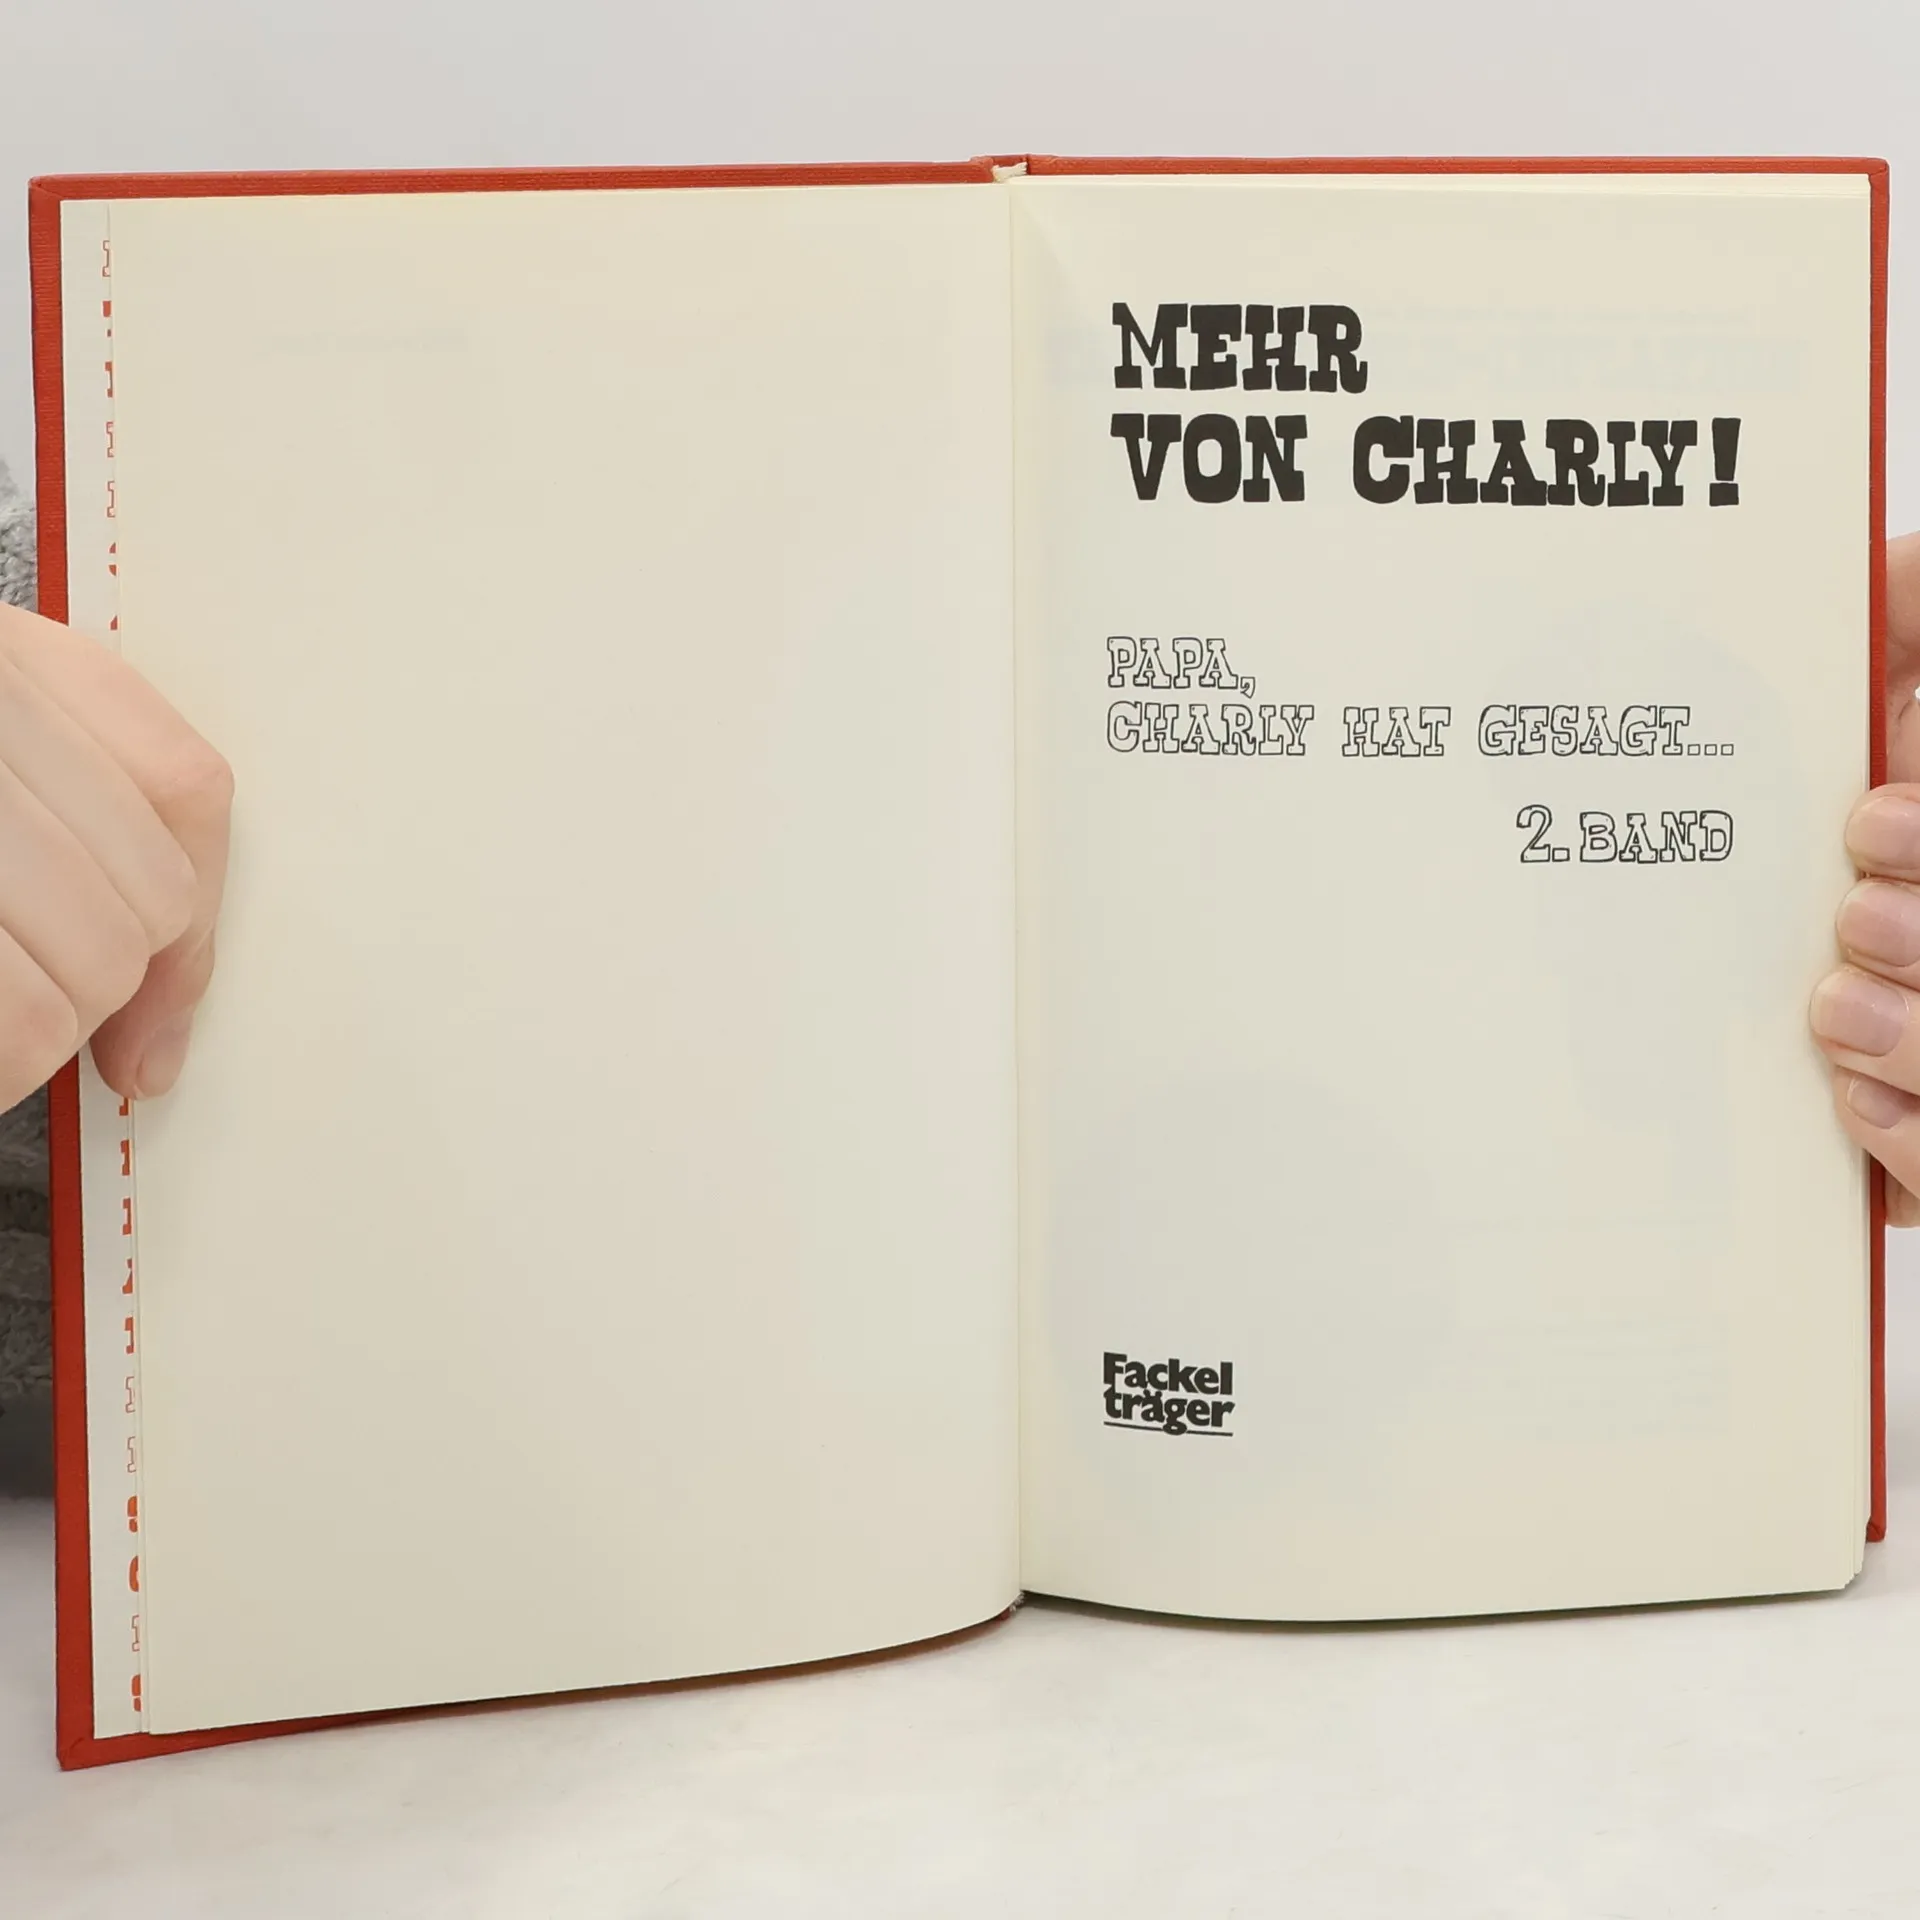 MEHR
VON CHARLY!
PAPA,
CHARLY HAT GESAGT...
2. BAND
Fackel
träger